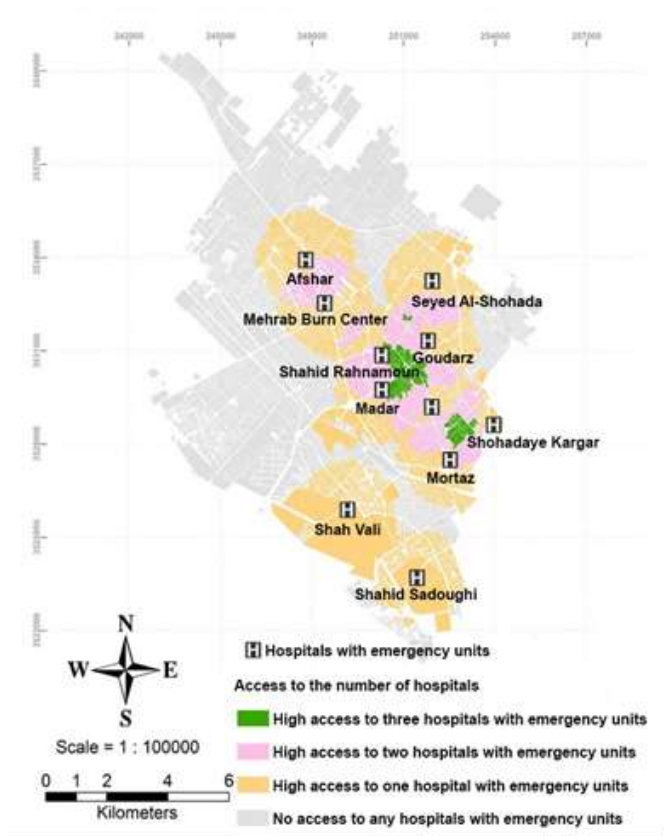 Afshar
Seyed Al-Shohada
Mehrab Burn Center
Goudarz
Shahid Rahnamoun
Madar
Shohadaye Kargar
Mortaz
Shah Vali
Shahid Sadoughi
N
W E
S
Scale = 1 : 100000
0 1 2 4 6
Kilometers
Hospitals with emergency units
Access to the number of hospitals
High access to three hospitals with emergency units
High access to two hospitals with emergency units
High access to one hospital with emergency units
No access to any hospitals with emergency units